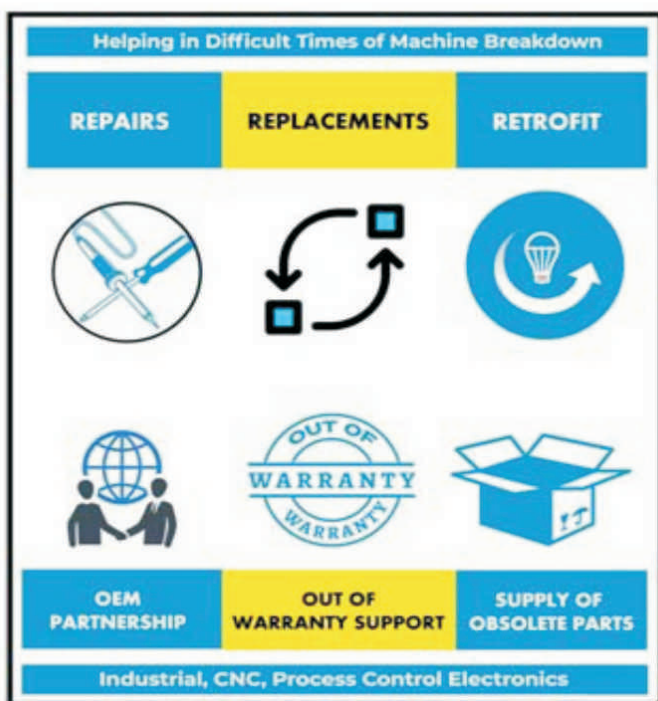 Helping in Difficult Times of Machine Breakdown
REPAIRS
REPLACEMENTS
RETROFIT
OUT OF
WARRANTY
WARRANTY
OEM
PARTNERSHIP
OUT OF
WARRANTY SUPPORT
SUPPLY OF
OBSOLETE PARTS
Industrial, CNC, Process Control Electronics